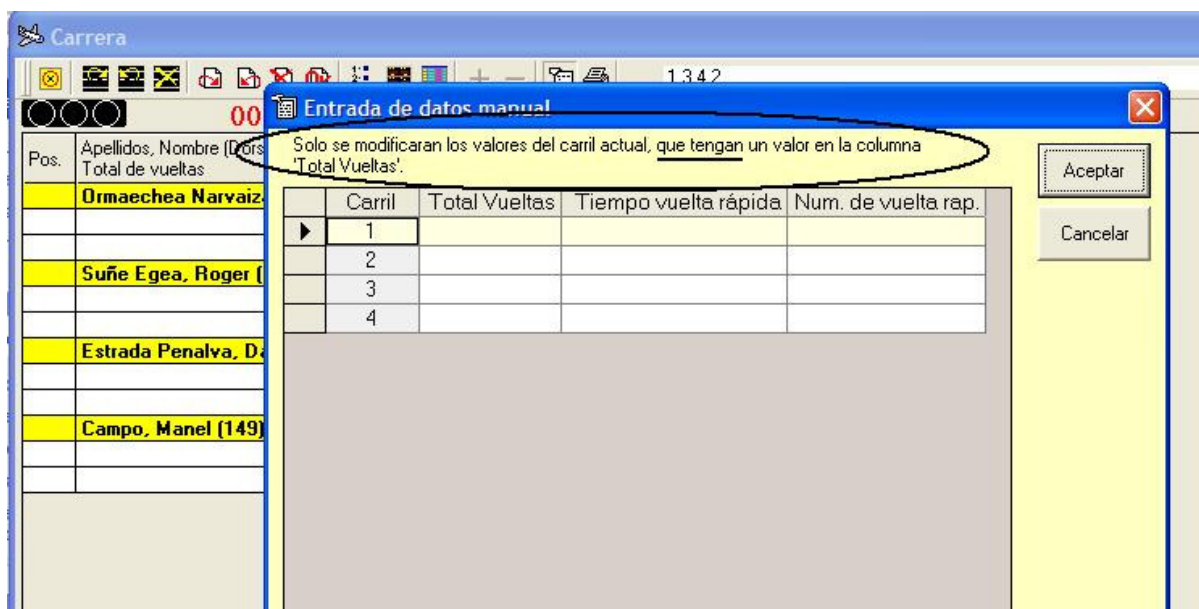 Carrera
1 3 4 2
00
Entrada de datos manual
Pos.
Apellidos, Nombre (Dors
Total de vueltas
Ormaechea Narvaiz
Suñe Egea, Roger (
Estrada Penalva, Da
Campo, Manel (149)
Solo se modificaran los valores del carril actual, que tengan un valor en la columna
'Total Vueltas'.
Carril Total Vueltas Tiempo vuelta rápida Num. de vuelta rap.
1
2
3
4
Aceptar
Cancelar